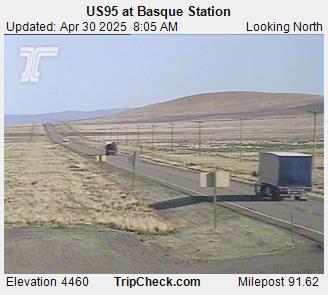 US95 at Basque Station
Updated: Apr 30 2025 8:05 AM Looking North
Elevation 4460 TripCheck.com Milepost 91.62